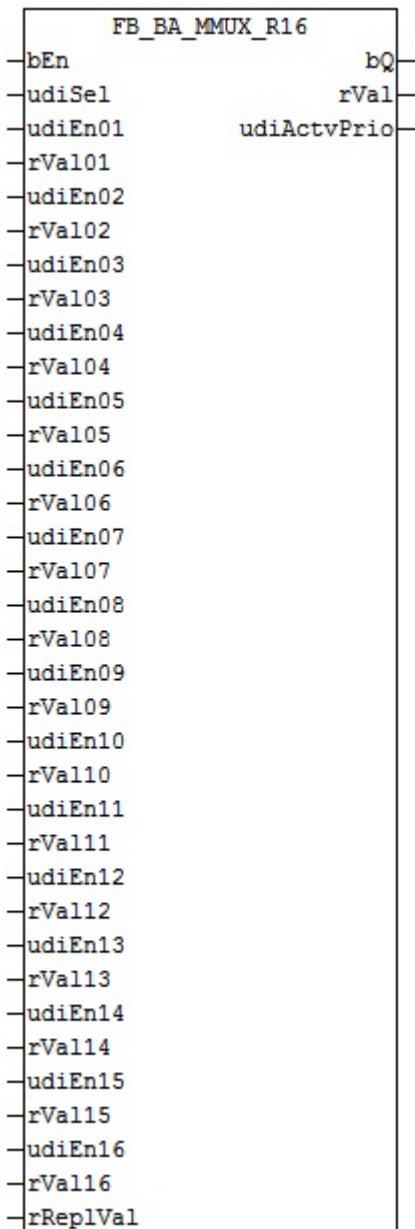 FB_BA_MMUX_R16
bEn bQ
udiSel rVal
udiEn01 udiActvPrio
rVal01
udiEn02
rVal02
udiEn03
rVal03
udiEn04
rVal04
udiEn05
rVal05
udiEn06
rVal06
udiEn07
rVal07
udiEn08
rVal08
udiEn09
rVal09
udiEn10
rVal10
udiEn11
rVal11
udiEn12
rVal12
udiEn13
rVal13
udiEn14
rVal14
udiEn15
rVal15
udiEn16
rVal16
rReplVal